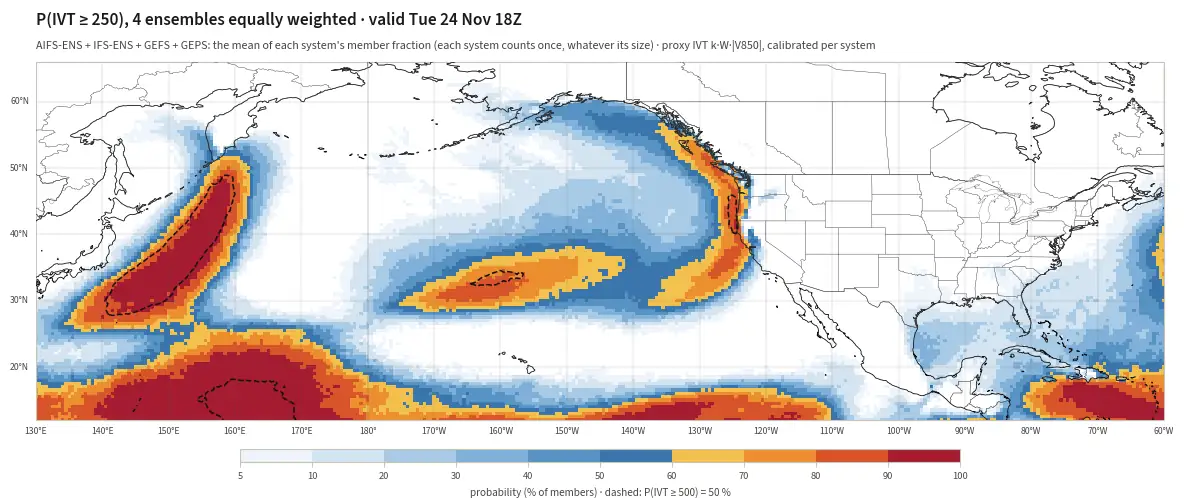 P(IVT ≥ 250), 4 ensembles equally weighted · valid Tue 24 Nov 18Z
AIFS-ENS + IFS-ENS + GEFS + GEPS: the mean of each system's member fraction (each system counts once, whatever its size) · proxy IVT k·W·|V850|, calibrated per system
60°N
50°N
40°N
30°N
20°N
130°E 140°E 150°E 160°E 170°E 180° 170°W 160°W 150°W 140°W 130°W 120°W 110°W 100°W 90°W 80°W 70°W 60°W
5 10 20 30 40 50 60 70 80 90 100
probability (% of members) · dashed: P(IVT ≥ 500) = 50 %